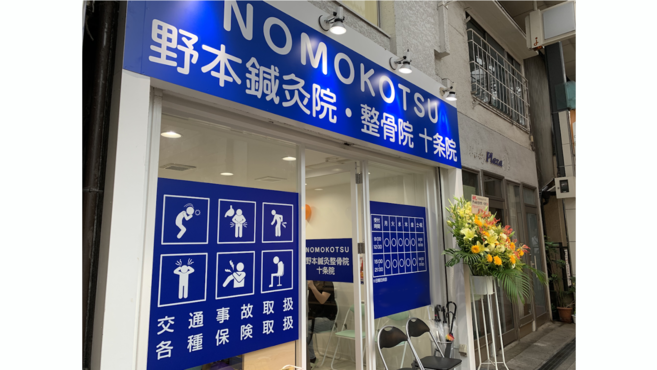 NOMOKOTSU
野本鍼灸院・整骨院 十条院
NOMOKOTSU
野本鍼灸整骨院
十条院
交通事故取扱
各種保険取扱
Plaza